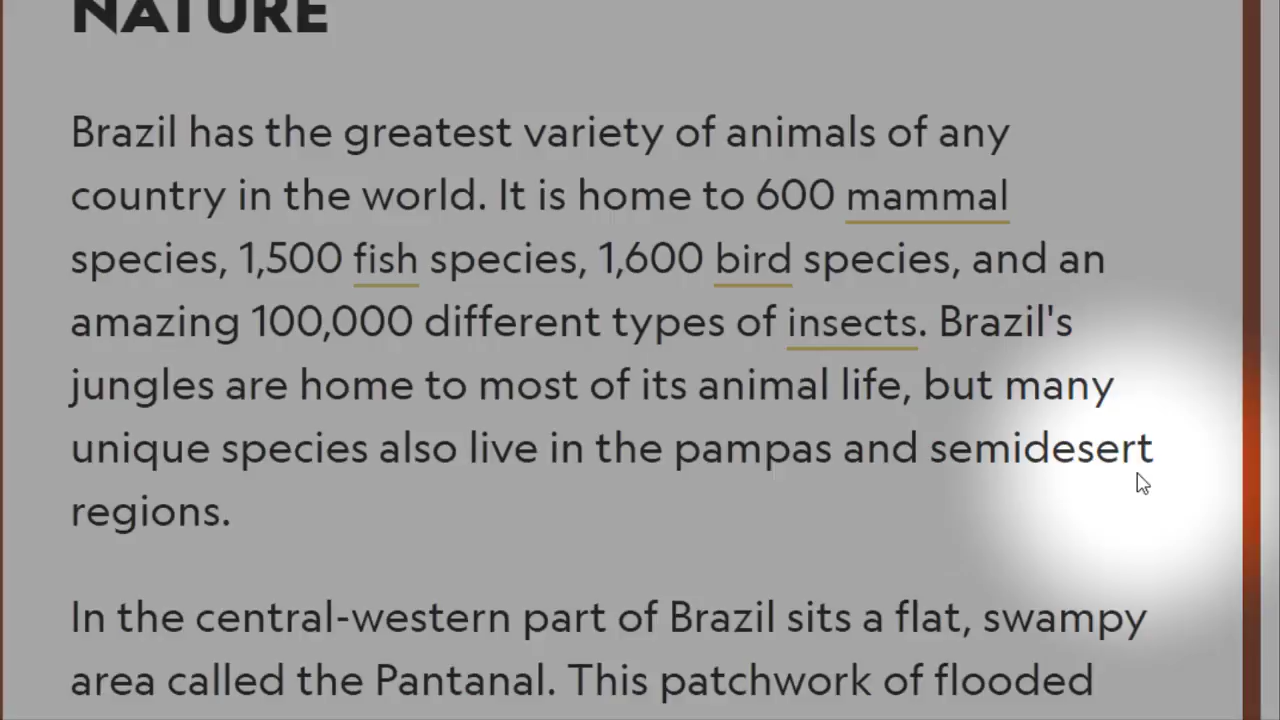 NATURE
Brazil has the greatest variety of animals of any
country in the world. It is home to 600 mammal
species, 1,500 fish species, 1,600 bird species, and an
amazing 100,000 different types of insects. Brazil's
jungles are home to most of its animal life, but many
unique species also live in the pampas and semidesert
regions.
In the central-western part of Brazil sits a flat, swampy
area called the Pantanal. This patchwork of flooded